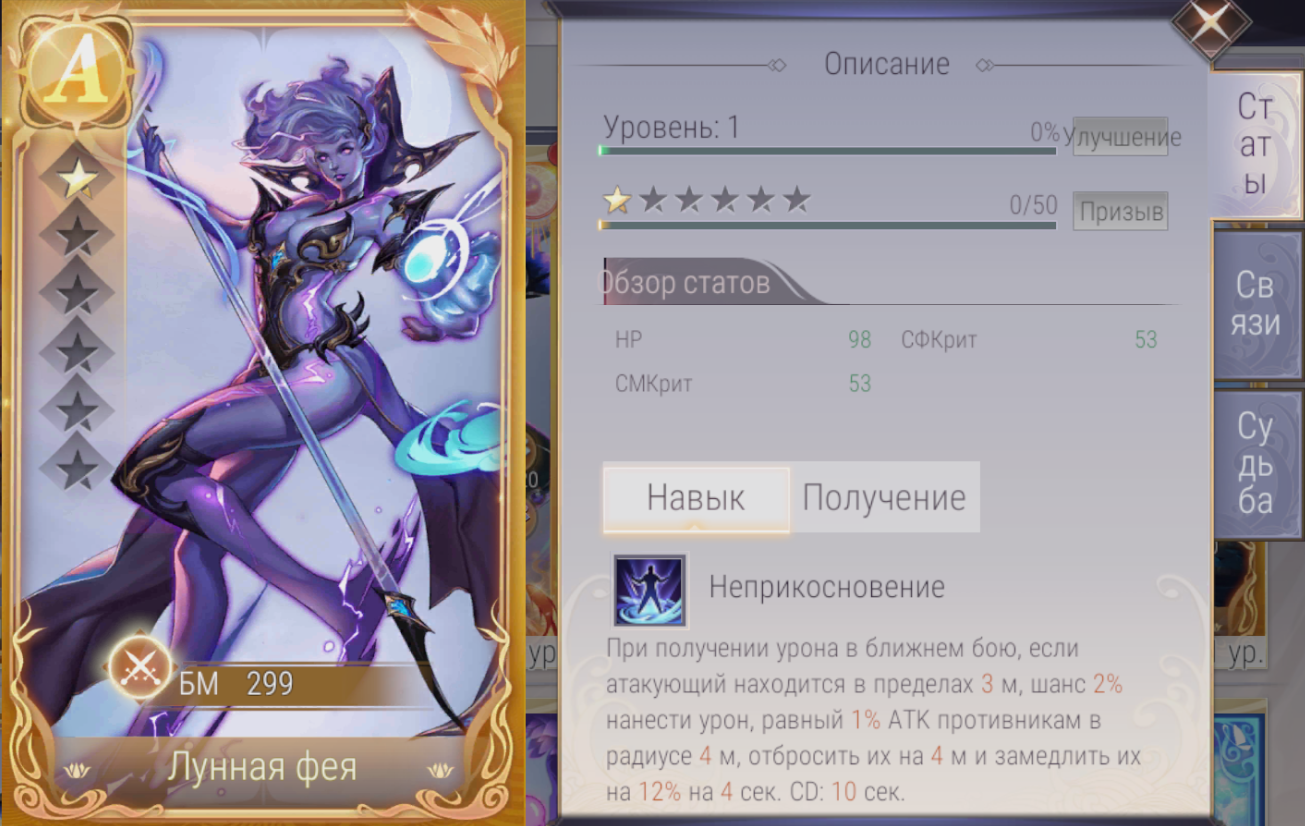 A
БМ 299
Лунная фея
Описание
Уровень: 1
0%
Улучшение
0/50
Призыв
Обзор статов
HP 98 СФКрит 53
СМКрит 53
Навык
Получение
Неприкосновение
При получении урона в ближнем бою, если
атакующий находится в пределах 3 м, шанс 2%
нанести урон, равный 1% АТК противникам в
радиусе 4 м, отбросить их на 4 м и замедлить их
на 12% на 4 сек. CD: 10 сек.
Ст
ат
ы
Св
язи
Су
дь
ба
ур
ур.